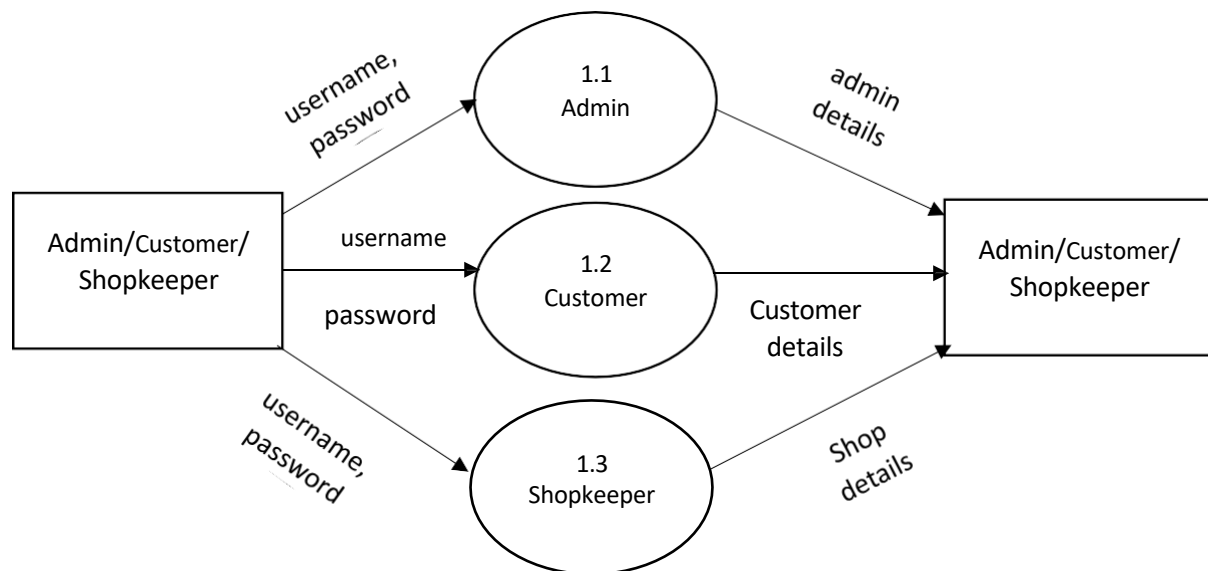 username,
password
1.1
Admin
admin
details
Admin/Customer/
Shopkeeper
username
password
1.2
Customer
Customer
details
Admin/Customer/
Shopkeeper
username,
password
1.3
Shopkeeper
Shop
details